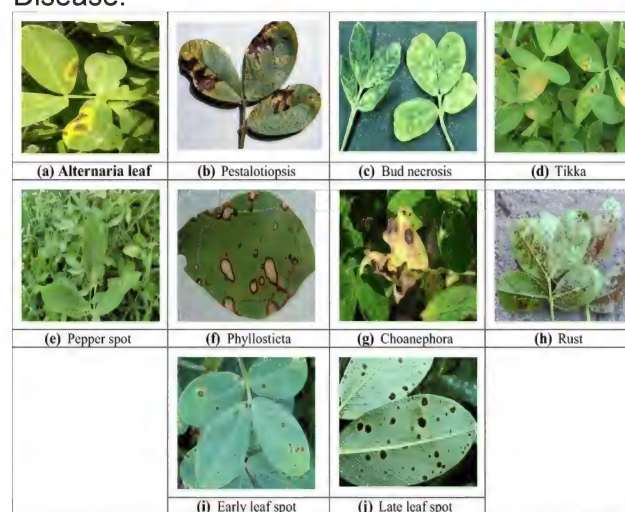 Disease.
(a) Alternaria leaf
(b) Pestalotiopsis
(c) Bud necrosis
(d) Tikka
(e) Pepper spot
(f) Phyllosticta
(g) Choanephora
(h) Rust
(i) Early leaf spot
(j) Late leaf spot